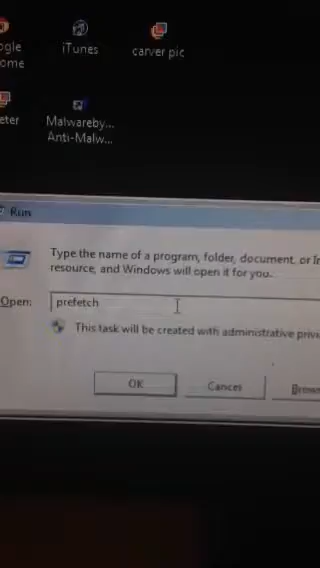 ogle
ome
iTunes
carver pic
eter
Malwareby...
Anti-Malw...
Run
Type the name of a program, folder, document, or In
resource, and Windows will open it for you.
Open:
prefetch
This task will be created with administrative privi
OK
Cancel
Brows